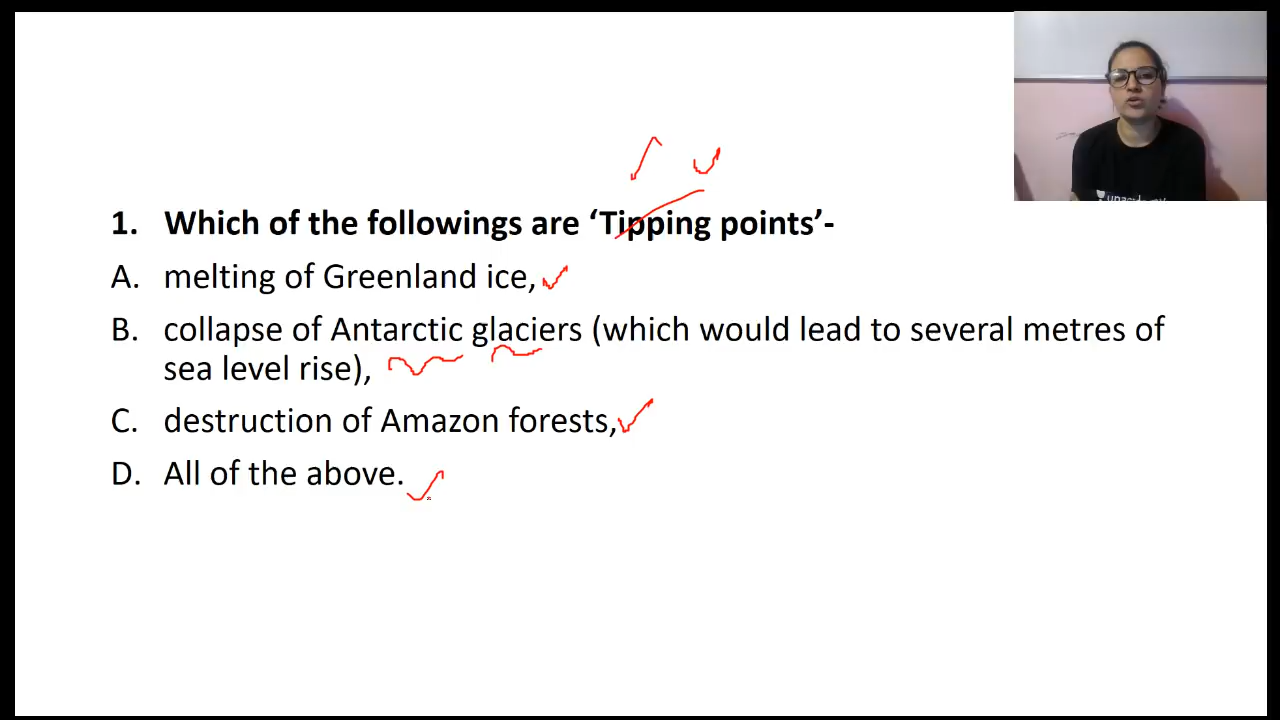 1. Which of the followings are ‘Tipping points’-
A. melting of Greenland ice,
B. collapse of Antarctic glaciers (which would lead to several metres of
sea level rise),
C. destruction of Amazon forests,
D. All of the above.